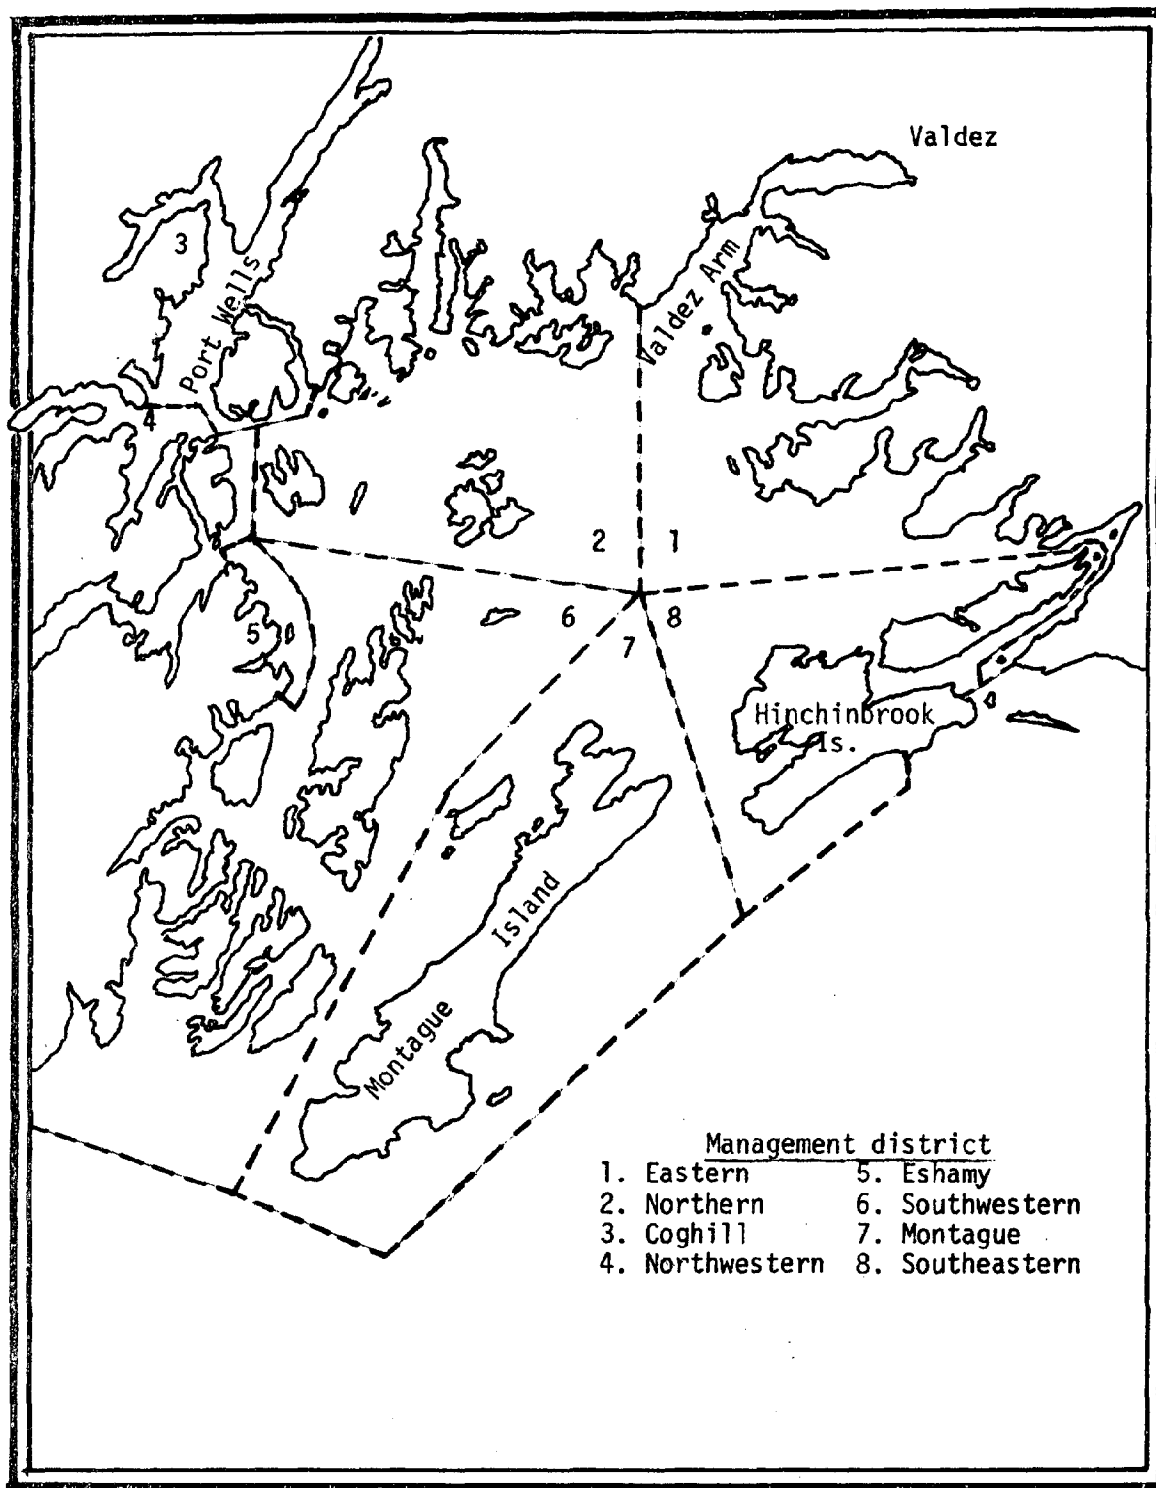 Valdez
3
Port Wells
Valdez Arm
4
2
1
5
6
8
7
Hinchinbrook
Is.
Montague Island
Management district
1. Eastern 5. Eshamy
2. Northern 6. Southwestern
3. Coghill 7. Montague
4. Northwestern 8. Southeastern